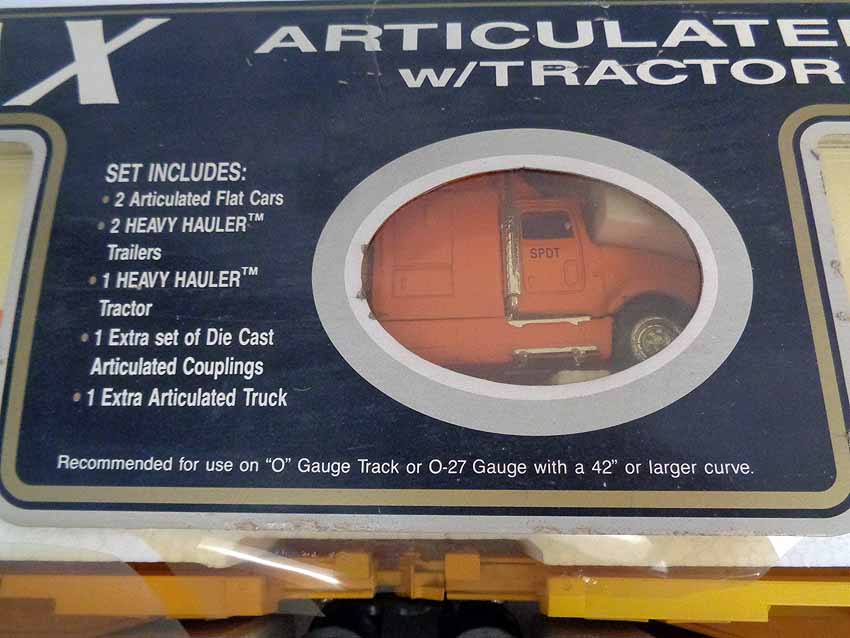 X
ARTICULATE
W/TRACTOR
SET INCLUDES:
• 2 Articulated Flat Cars
• 2 HEAVY HAULER™
Trailers
• 1 HEAVY HAULER™
Tractor
• 1 Extra set of Die Cast
Articulated Couplings
• 1 Extra Articulated Truck
SPDT
Recommended for use on “O” Gauge Track or O-27 Gauge with a 42” or larger curve.